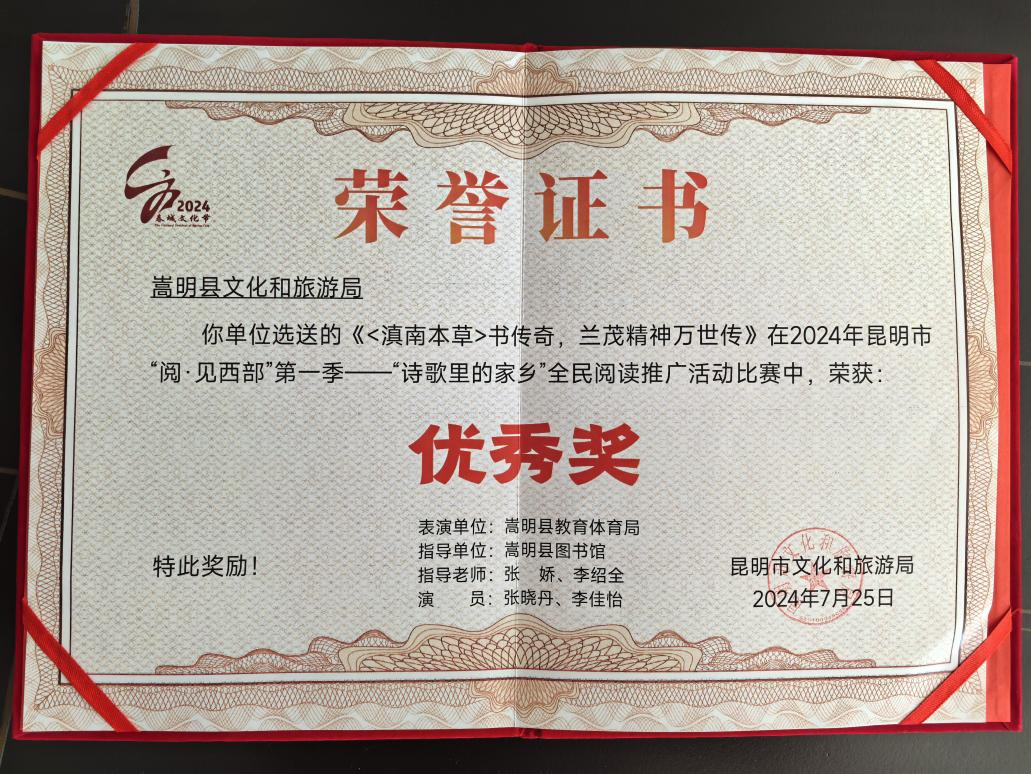 2024
春城文化节
荣誉证书
嵩明县文化和旅游局
你单位选送的《<滇南本草>书传奇，兰茂精神万世传》在2024年昆明市
“阅·见西部”第一季——“诗歌里的家乡”全民阅读推广活动比赛中，荣获：
优秀奖
表演单位：嵩明县教育体育局
指导单位：嵩明县图书馆
指导老师：张　娇、李绍全
演　　员：张晓丹、李佳怡
特此奖励！
昆明市文化和旅游局
2024年7月25日